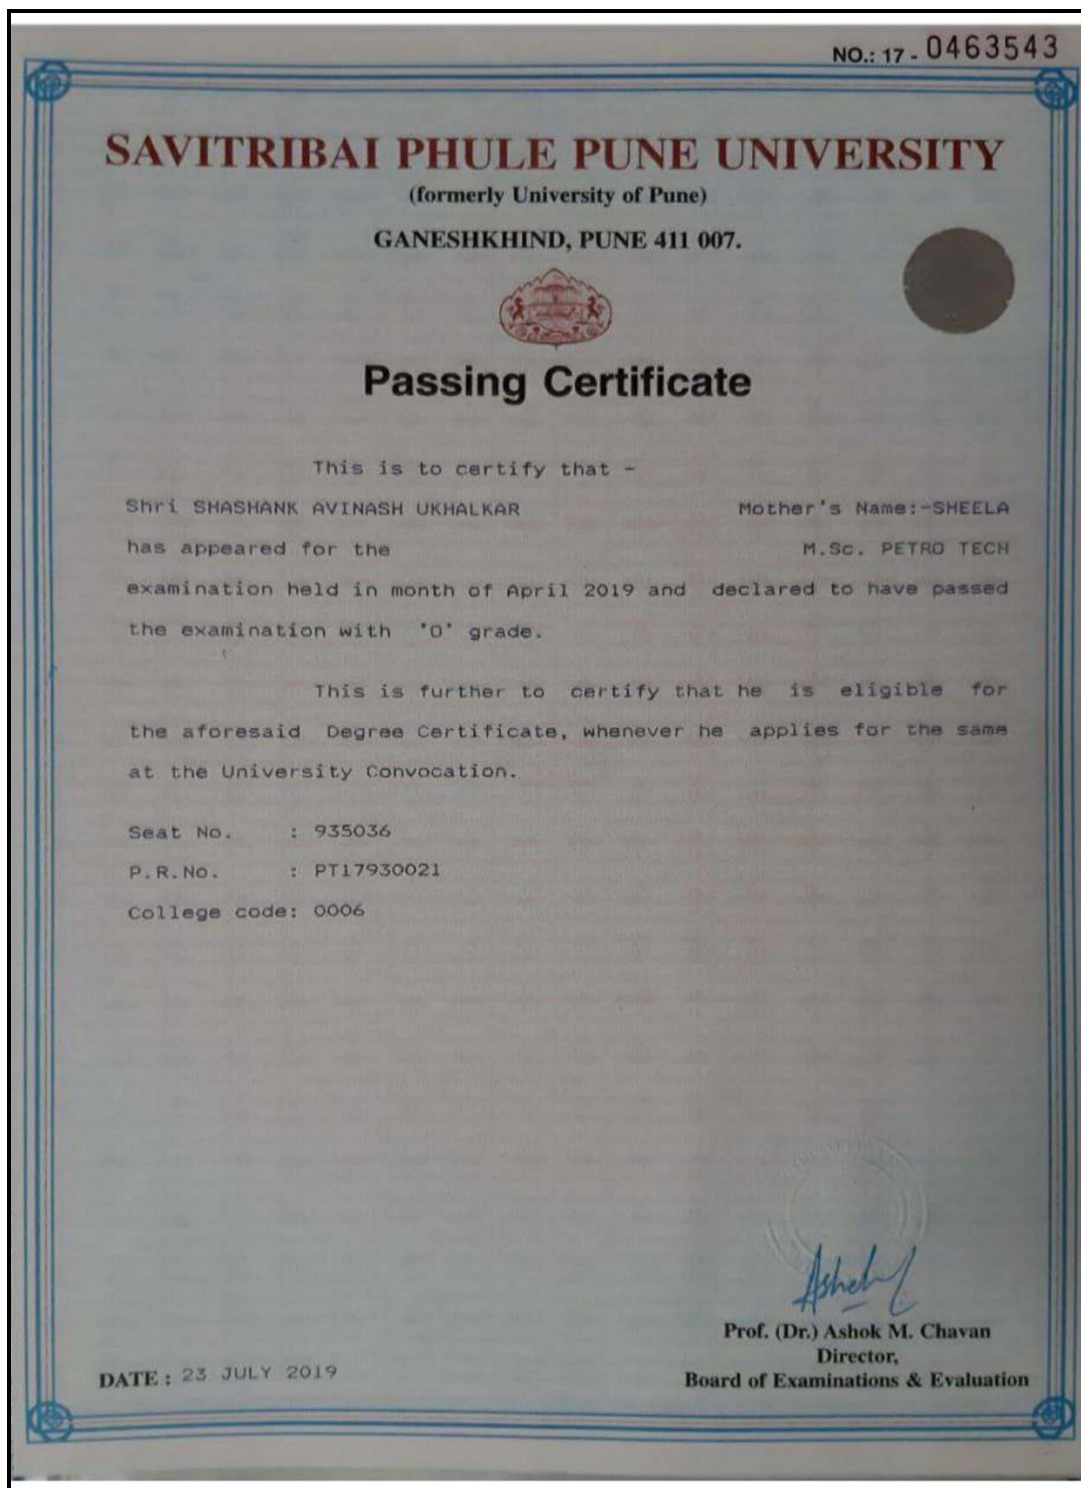 NO.: 17 - 0463543
SAVITRIBAI PHULE PUNE UNIVERSITY
(formerly University of Pune)
GANESHKHIND, PUNE 411 007.
Passing Certificate
This is to certify that -
Shri SHASHANK AVINASH UKHALKAR Mother's Name:-SHEELA
has appeared for the M.Sc. PETRO TECH
examination held in month of April 2019 and declared to have passed
the examination with 'O' grade.
This is further to certify that he is eligible for
the aforesaid Degree Certificate, whenever he applies for the same
at the University Convocation.
Seat No. : 935036
P.R.No. : PT17930021
College code: 0006
Prof. (Dr.) Ashok M. Chavan
Director,
Board of Examinations & Evaluation
DATE : 23 JULY 2019